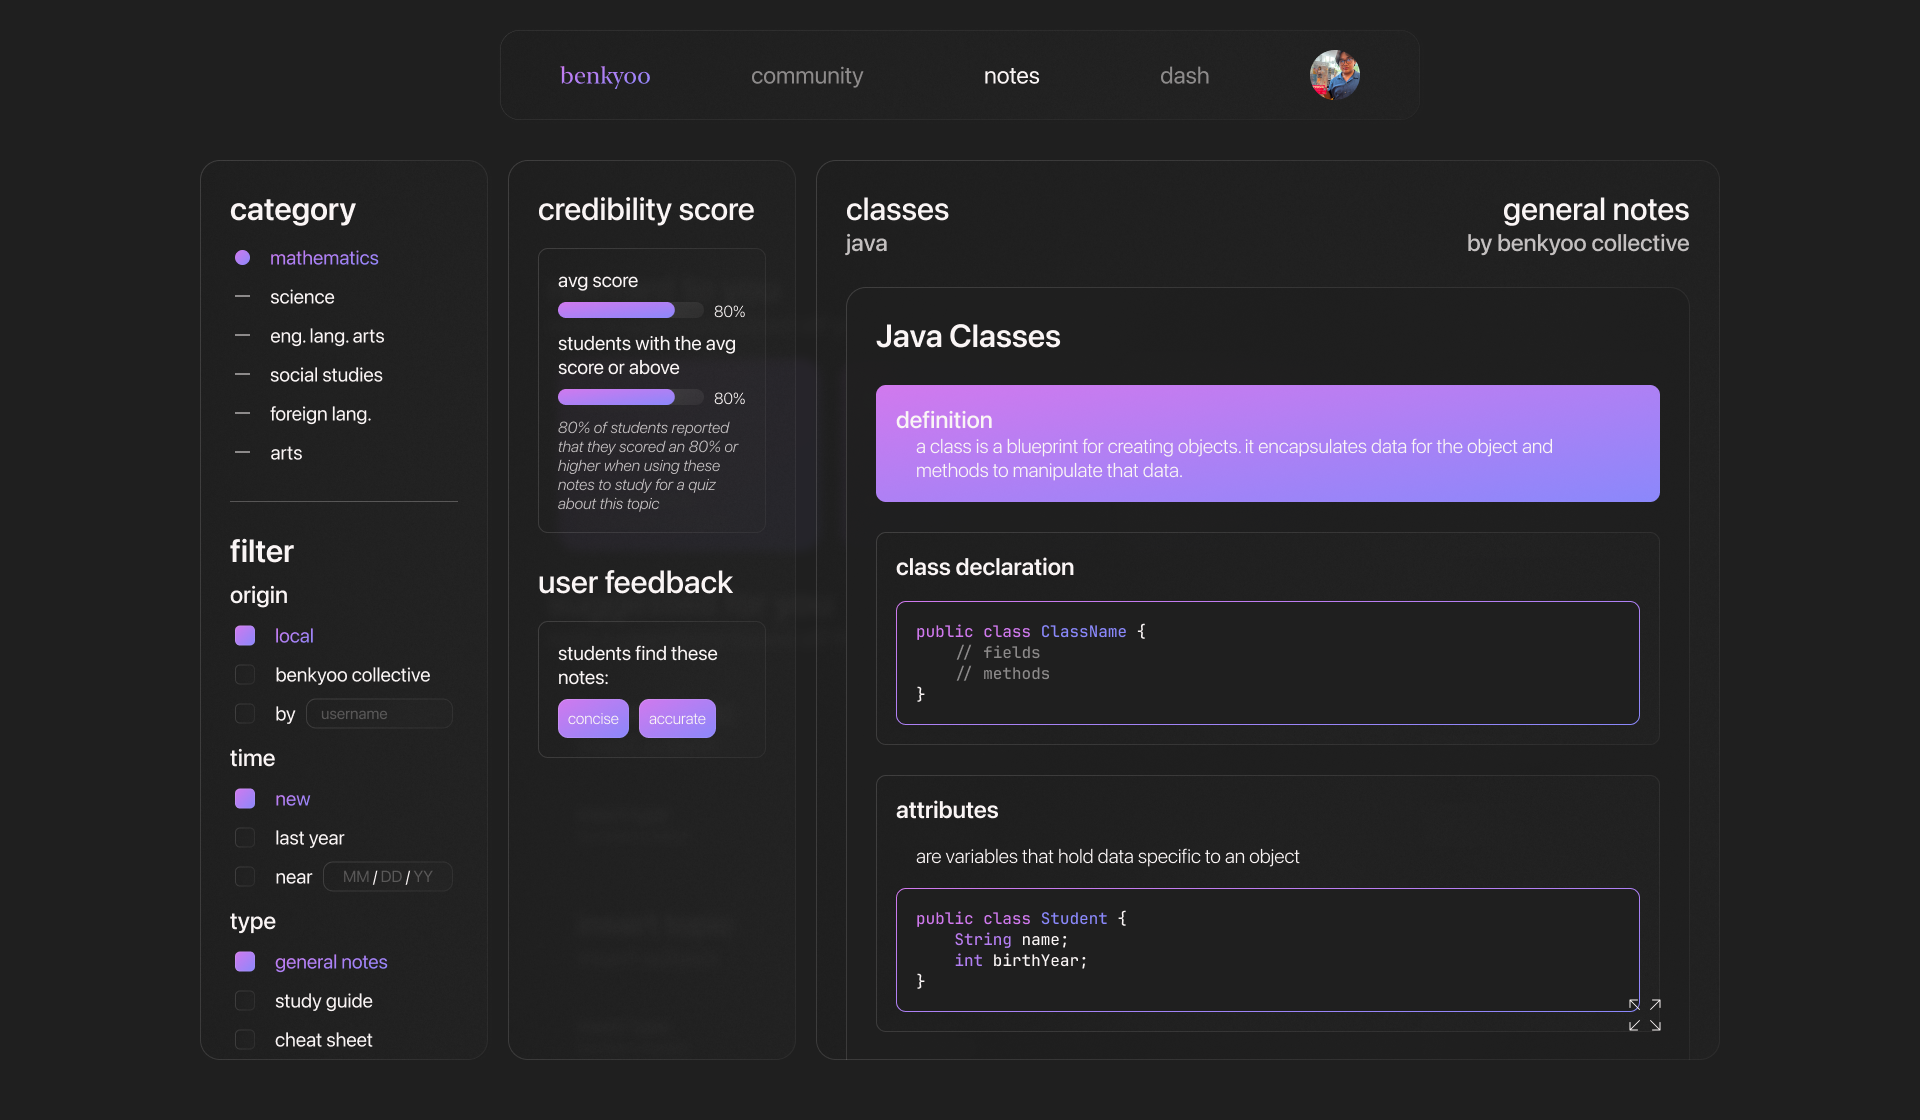 benkyoo
community
notes
dash
category
mathematics
science
eng. lang. arts
social studies
foreign lang.
arts
filter
origin
local
benkyoo collective
by username
time
new
last year
near MM / DD / YY
type
general notes
study guide
cheat sheet
credibility score
avg score
80%
students with the avg
score or above
80%
80% of students reported
that they scored an 80% or
higher when using these
notes to study for a quiz
about this topic
user feedback
students find these
notes:
concise
accurate
classes
java
general notes
by benkyoo collective
Java Classes
definition
a class is a blueprint for creating objects. it encapsulates data for the object and
methods to manipulate that data.
class declaration
public class ClassName {
// fields
// methods
}
attributes
are variables that hold data specific to an object
public class Student {
String name;
int birthYear;
}